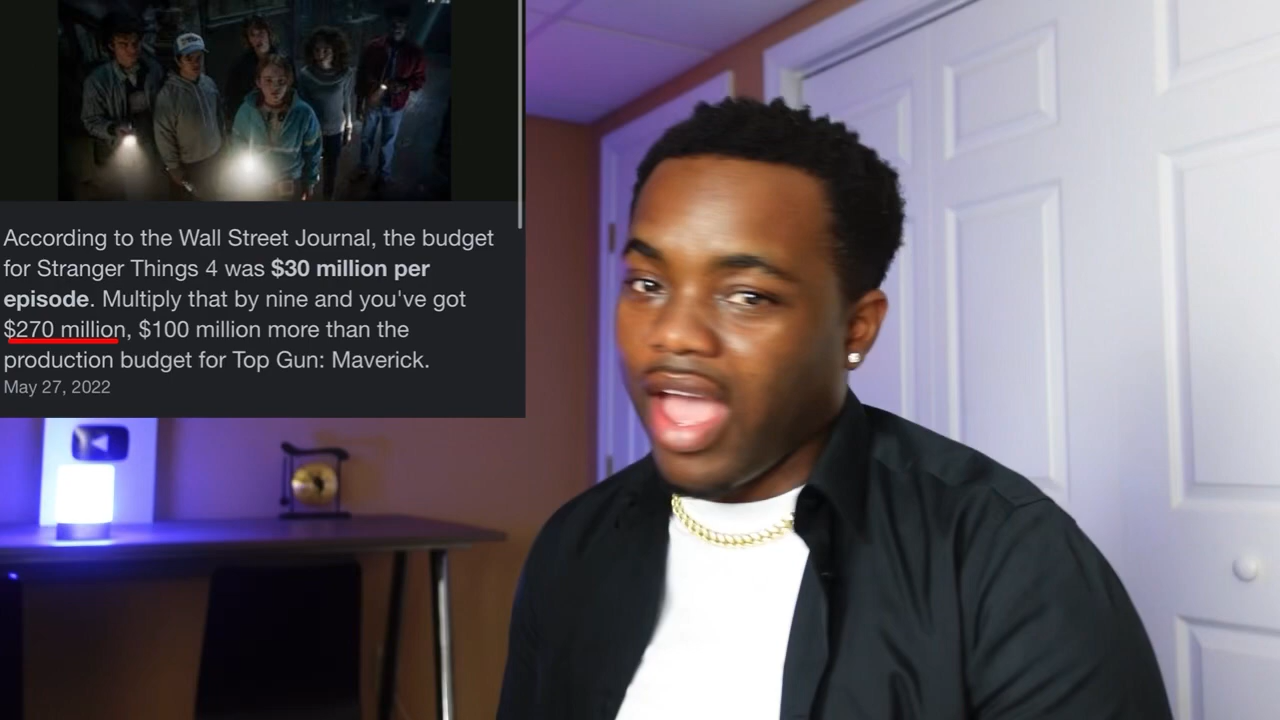 According to the Wall Street Journal, the budget
for Stranger Things 4 was $30 million per
episode. Multiply that by nine and you've got
$270 million, $100 million more than the
production budget for Top Gun: Maverick.
May 27, 2022